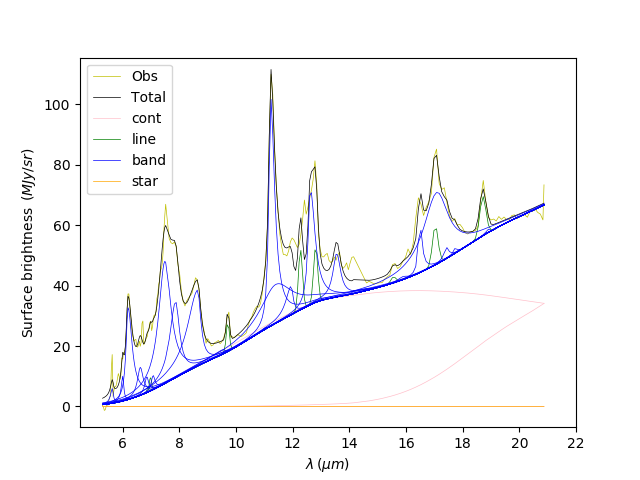 Obs
Total
cont
line
band
star
Surface brightness (MJy/sr)
100
80
60
40
20
0
6 8 10 12 14 16 18 20 22
λ (μm)